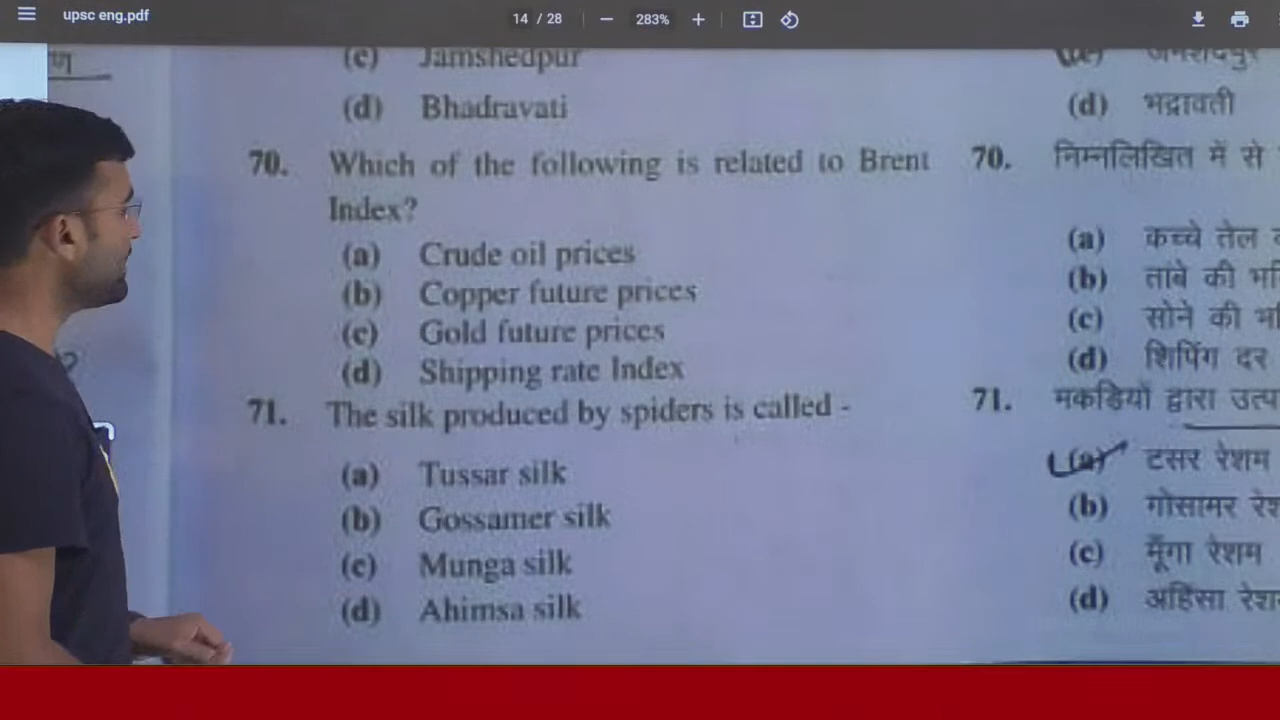 upsc eng.pdf
14 / 28
283%
(c) Jamshedpur
(d) Bhadravati
70. Which of the following is related to Brent
Index?
(a) Crude oil prices
(b) Copper future prices
(c) Gold future prices
(d) Shipping rate Index
71. The silk produced by spiders is called -
(a) Tussar silk
(b) Gossamer silk
(c) Munga silk
(d) Ahimsa silk
जमशेदपुर
(d) भद्रावती
70. निम्नलिखित में से
(a) कच्चे तेल
(b) तांबे की
(c) सोने की
(d) शिपिंग दर
71. मकडियों द्वारा
(a) टसर रेशम
(b) गोसामर
(c) मूँगा रेशम
(d) अहिंसा